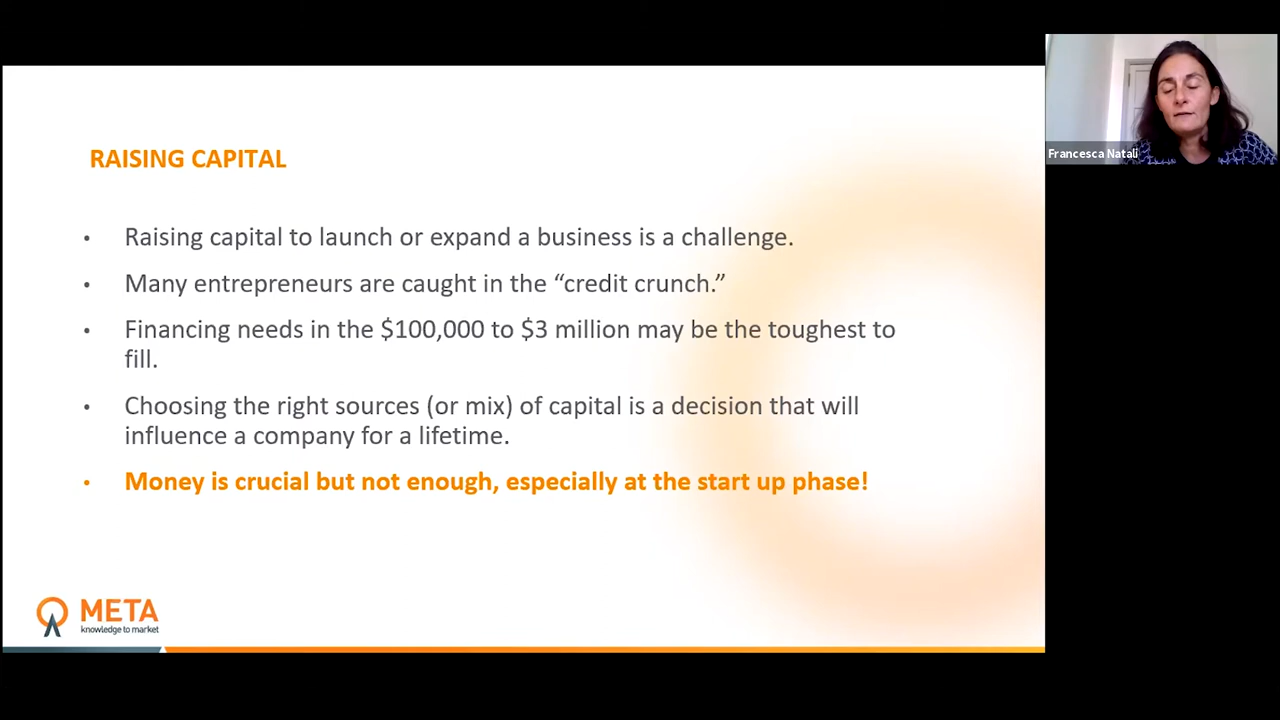 RAISING CAPITAL
• Raising capital to launch or expand a business is a challenge.
• Many entrepreneurs are caught in the “credit crunch.”
• Financing needs in the $100,000 to $3 million may be the toughest to
fill.
• Choosing the right sources (or mix) of capital is a decision that will
influence a company for a lifetime.
• Money is crucial but not enough, especially at the start up phase!
META
knowledge to market
Francesca Natali